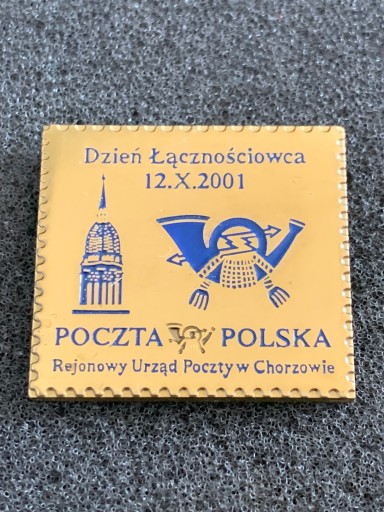 Dzień Łącznościowca
12.X.2001
POCZTA POLSKA
Rejonowy Urząd Poczty w Chorzowie